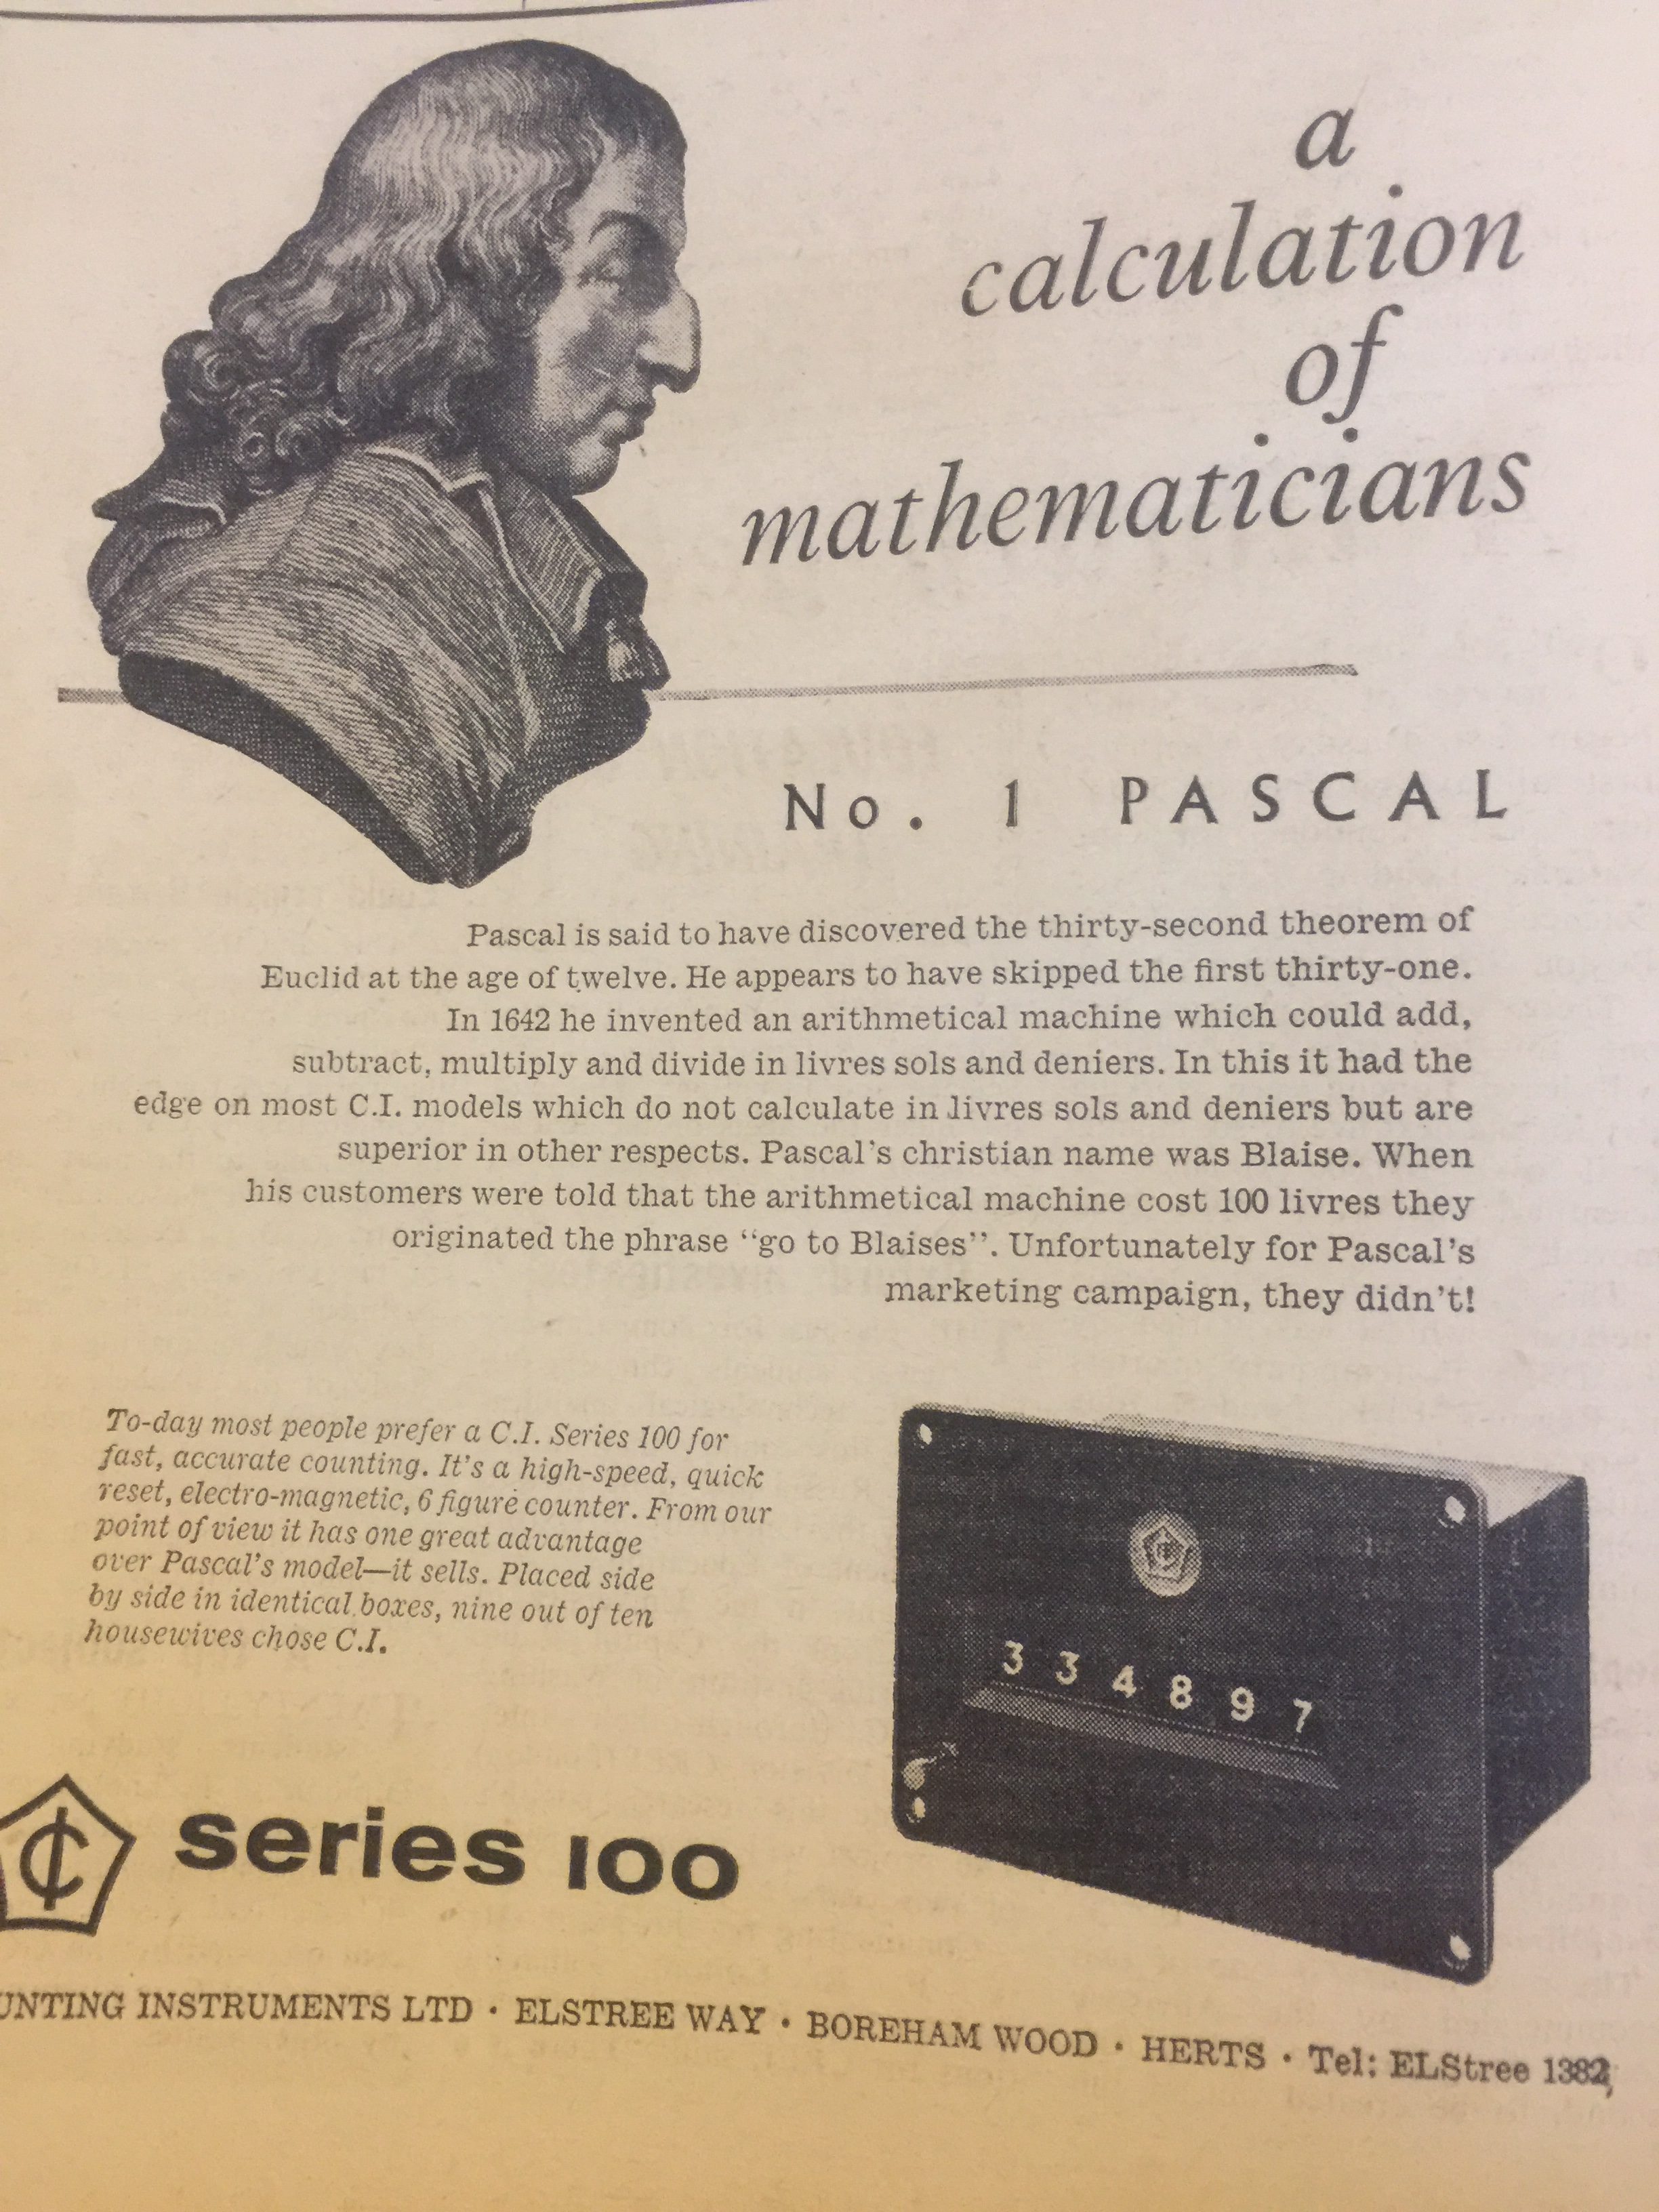 a
calculation
of
mathematicians
No. 1 PASCAL
Pascal is said to have discovered the thirty-second theorem of
Euclid at the age of twelve. He appears to have skipped the first thirty-one.
In 1642 he invented an arithmetical machine which could add,
subtract, multiply and divide in livres sols and deniers. In this it had the
edge on most C.I. models which do not calculate in livres sols and deniers but are
superior in other respects. Pascal's christian name was Blaise. When
his customers were told that the arithmetical machine cost 100 livres they
originated the phrase “go to Blaises”. Unfortunately for Pascal's
marketing campaign, they didn't!
To-day most people prefer a C.I. Series 100 for
fast, accurate counting. It's a high-speed, quick
reset, electro-magnetic, 6 figure counter. From our
point of view it has one great advantage
over Pascal's model—it sells. Placed side
by side in identical boxes, nine out of ten
housewives chose C.I.
334897
CI series 100
UNTING INSTRUMENTS LTD · ELSTREE WAY · BOREHAM WOOD · HERTS · Tel: ELStree 1382